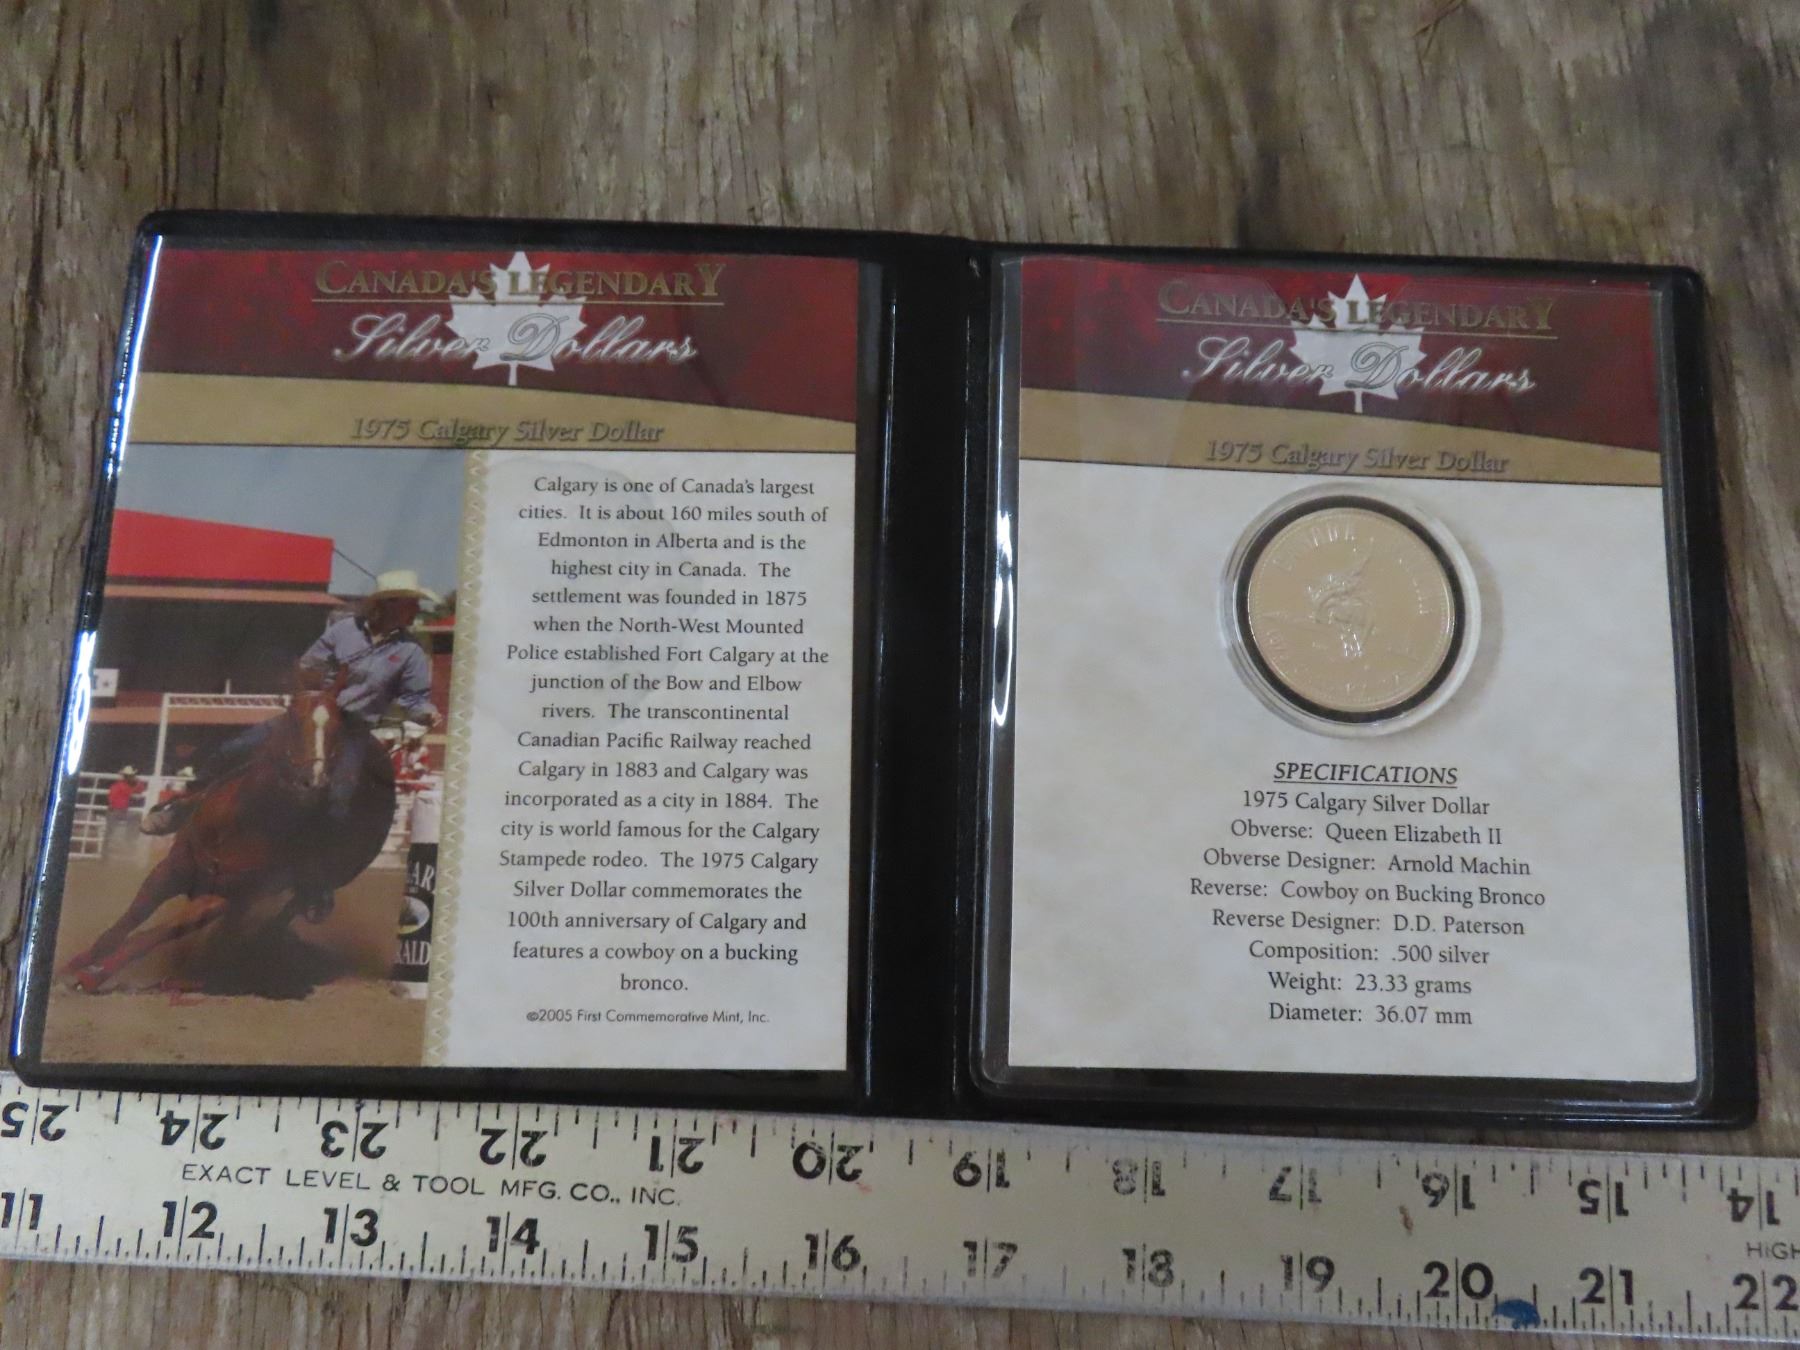 CANADA'S LEGENDARY
Silver Dollars
1975 Calgary Silver Dollar
Calgary is one of Canada's largest
cities. It is about 160 miles south of
Edmonton in Alberta and is the
highest city in Canada. The
settlement was founded in 1875
when the North-West Mounted
Police established Fort Calgary at the
junction of the Bow and Elbow
rivers. The transcontinental
Canadian Pacific Railway reached
Calgary in 1883 and Calgary was
incorporated as a city in 1884. The
city is world famous for the Calgary
Stampede rodeo. The 1975 Calgary
Silver Dollar commemorates the
100th anniversary of Calgary and
features a cowboy on a bucking
bronco.
©2005 First Commemorative Mint, Inc.
CANADA'S LEGENDARY
Silver Dollars
1975 Calgary Silver Dollar
CANADA DOLLAR
SPECIFICATIONS
1975 Calgary Silver Dollar
Obverse: Queen Elizabeth II
Obverse Designer: Arnold Machin
Reverse: Cowboy on Bucking Bronco
Reverse Designer: D.D. Paterson
Composition: .500 silver
Weight: 23.33 grams
Diameter: 36.07 mm
25 24 23 22 21 20 19 18 17 16 15 14
EXACT LEVEL & TOOL MFG. CO., INC.
HIGH
11 12 13 14 15 16 17 18 19 20 21 22